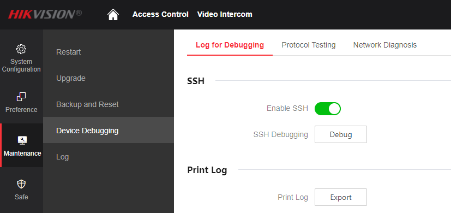 HIKVISION®
Access Control
Video Intercom
System
Configuration
Preference
Maintenance
Safe
Restart
Upgrade
Backup and Reset
Device Debugging
Log
Log for Debugging
Protocol Testing
Network Diagnosis
SSH
Enable SSH
SSH Debugging
Debug
Print Log
Print Log
Export